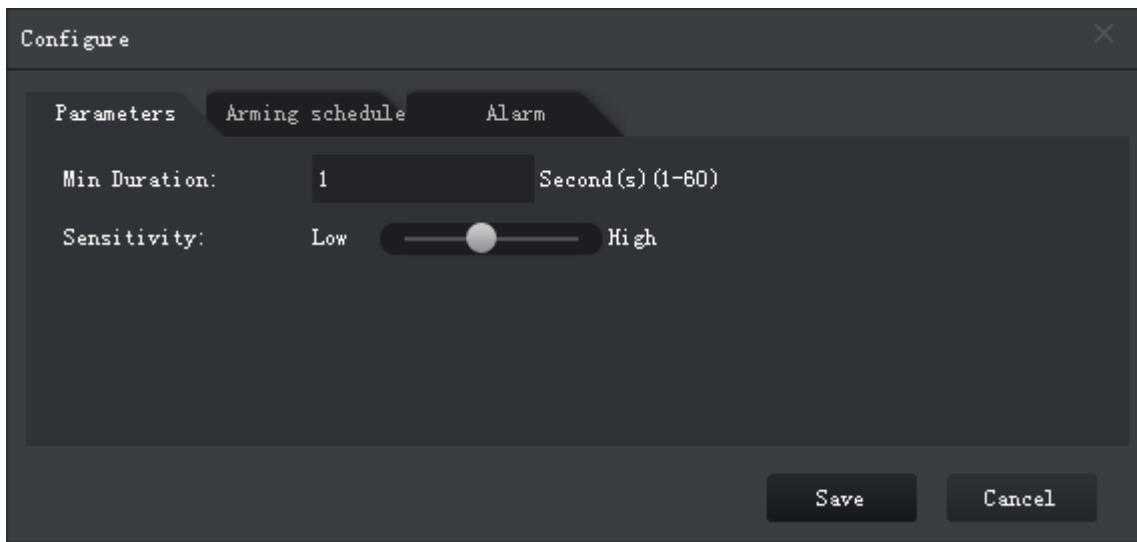 Configure
Parameters Arming schedule Alarm
Min Duration: 1 Second(s)(1-60)
Sensitivity: Low High
Save Cancel